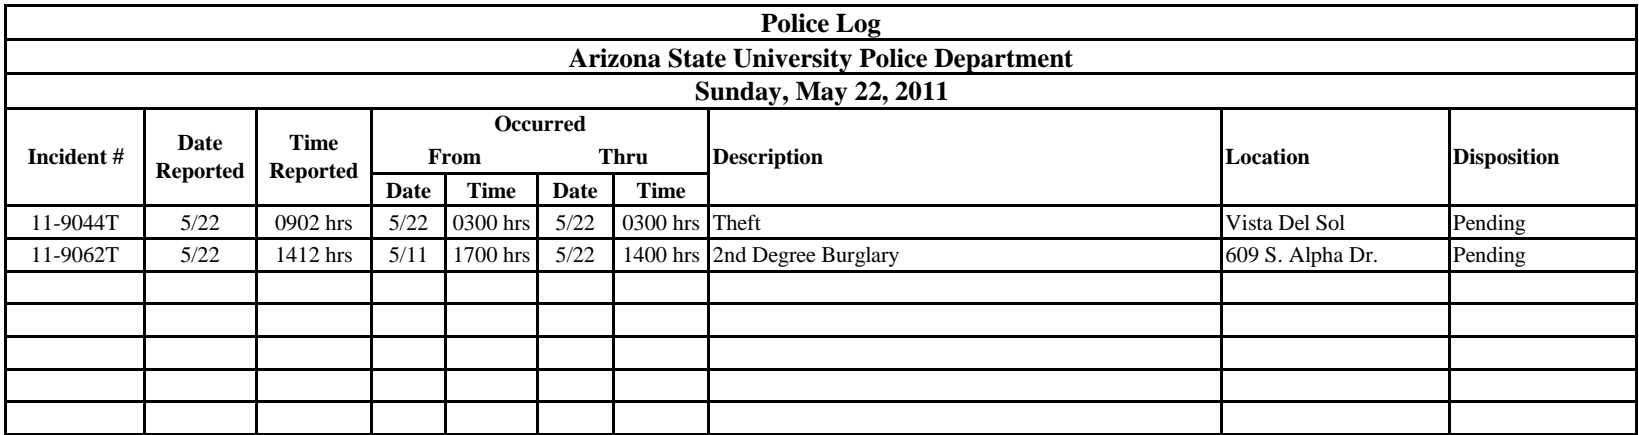 Police Log
Arizona State University Police Department
Sunday, May 22, 2011
Incident # Date Reported Time Reported Occurred Description Location Disposition
From Thru
Date Time Date Time
11-9044T 5/22 0902 hrs 5/22 0300 hrs 5/22 0300 hrs Theft Vista Del Sol Pending
11-9062T 5/22 1412 hrs 5/11 1700 hrs 5/22 1400 hrs 2nd Degree Burglary 609 S. Alpha Dr. Pending